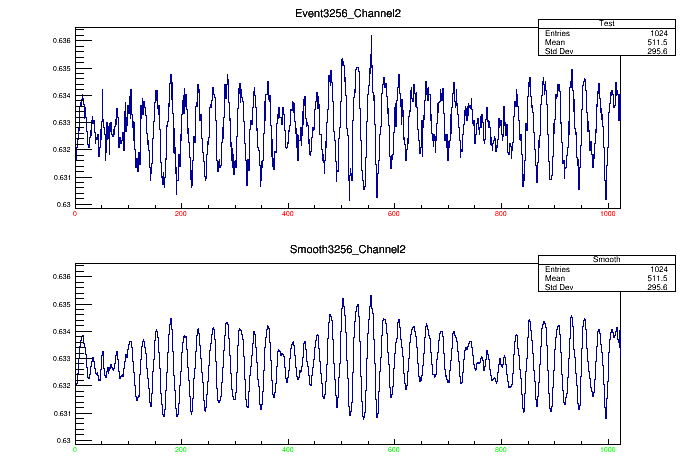 Event3256_Channel2
Test
Entries 1024
Mean 511.5
Std Dev 295.6
0.636
0.635
0.634
0.633
0.632
0.631
0.63
0 200 400 600 800 1000
Smooth3256_Channel2
Smooth
Entries 1024
Mean 511.5
Std Dev 295.6
0.636
0.635
0.634
0.633
0.632
0.631
0.63
0 200 400 600 800 1000